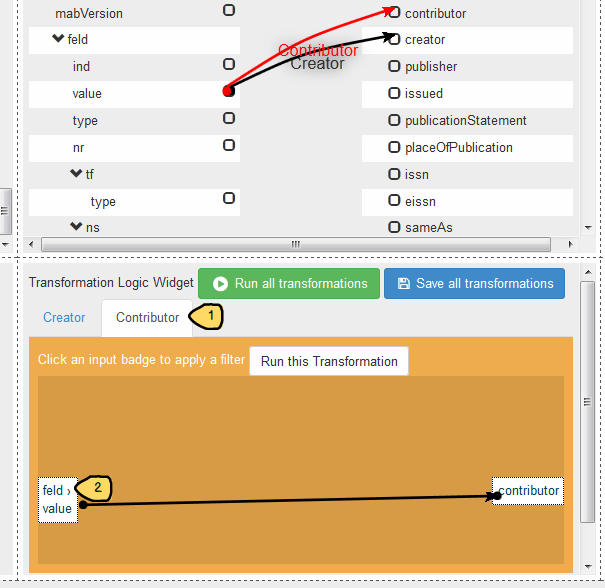 mabVersion
contributor
feld
creator
Contributor
Creator
ind
publisher
value
issued
type
publicationStatement
nr
placeOfPublication
tf
issn
type
eissn
ns
sameAs
Transformation Logic Widget
Run all transformations
Save all transformations
Creator
Contributor
1
Click an input badge to apply a filter
Run this Transformation
feld ›
value
2
contributor